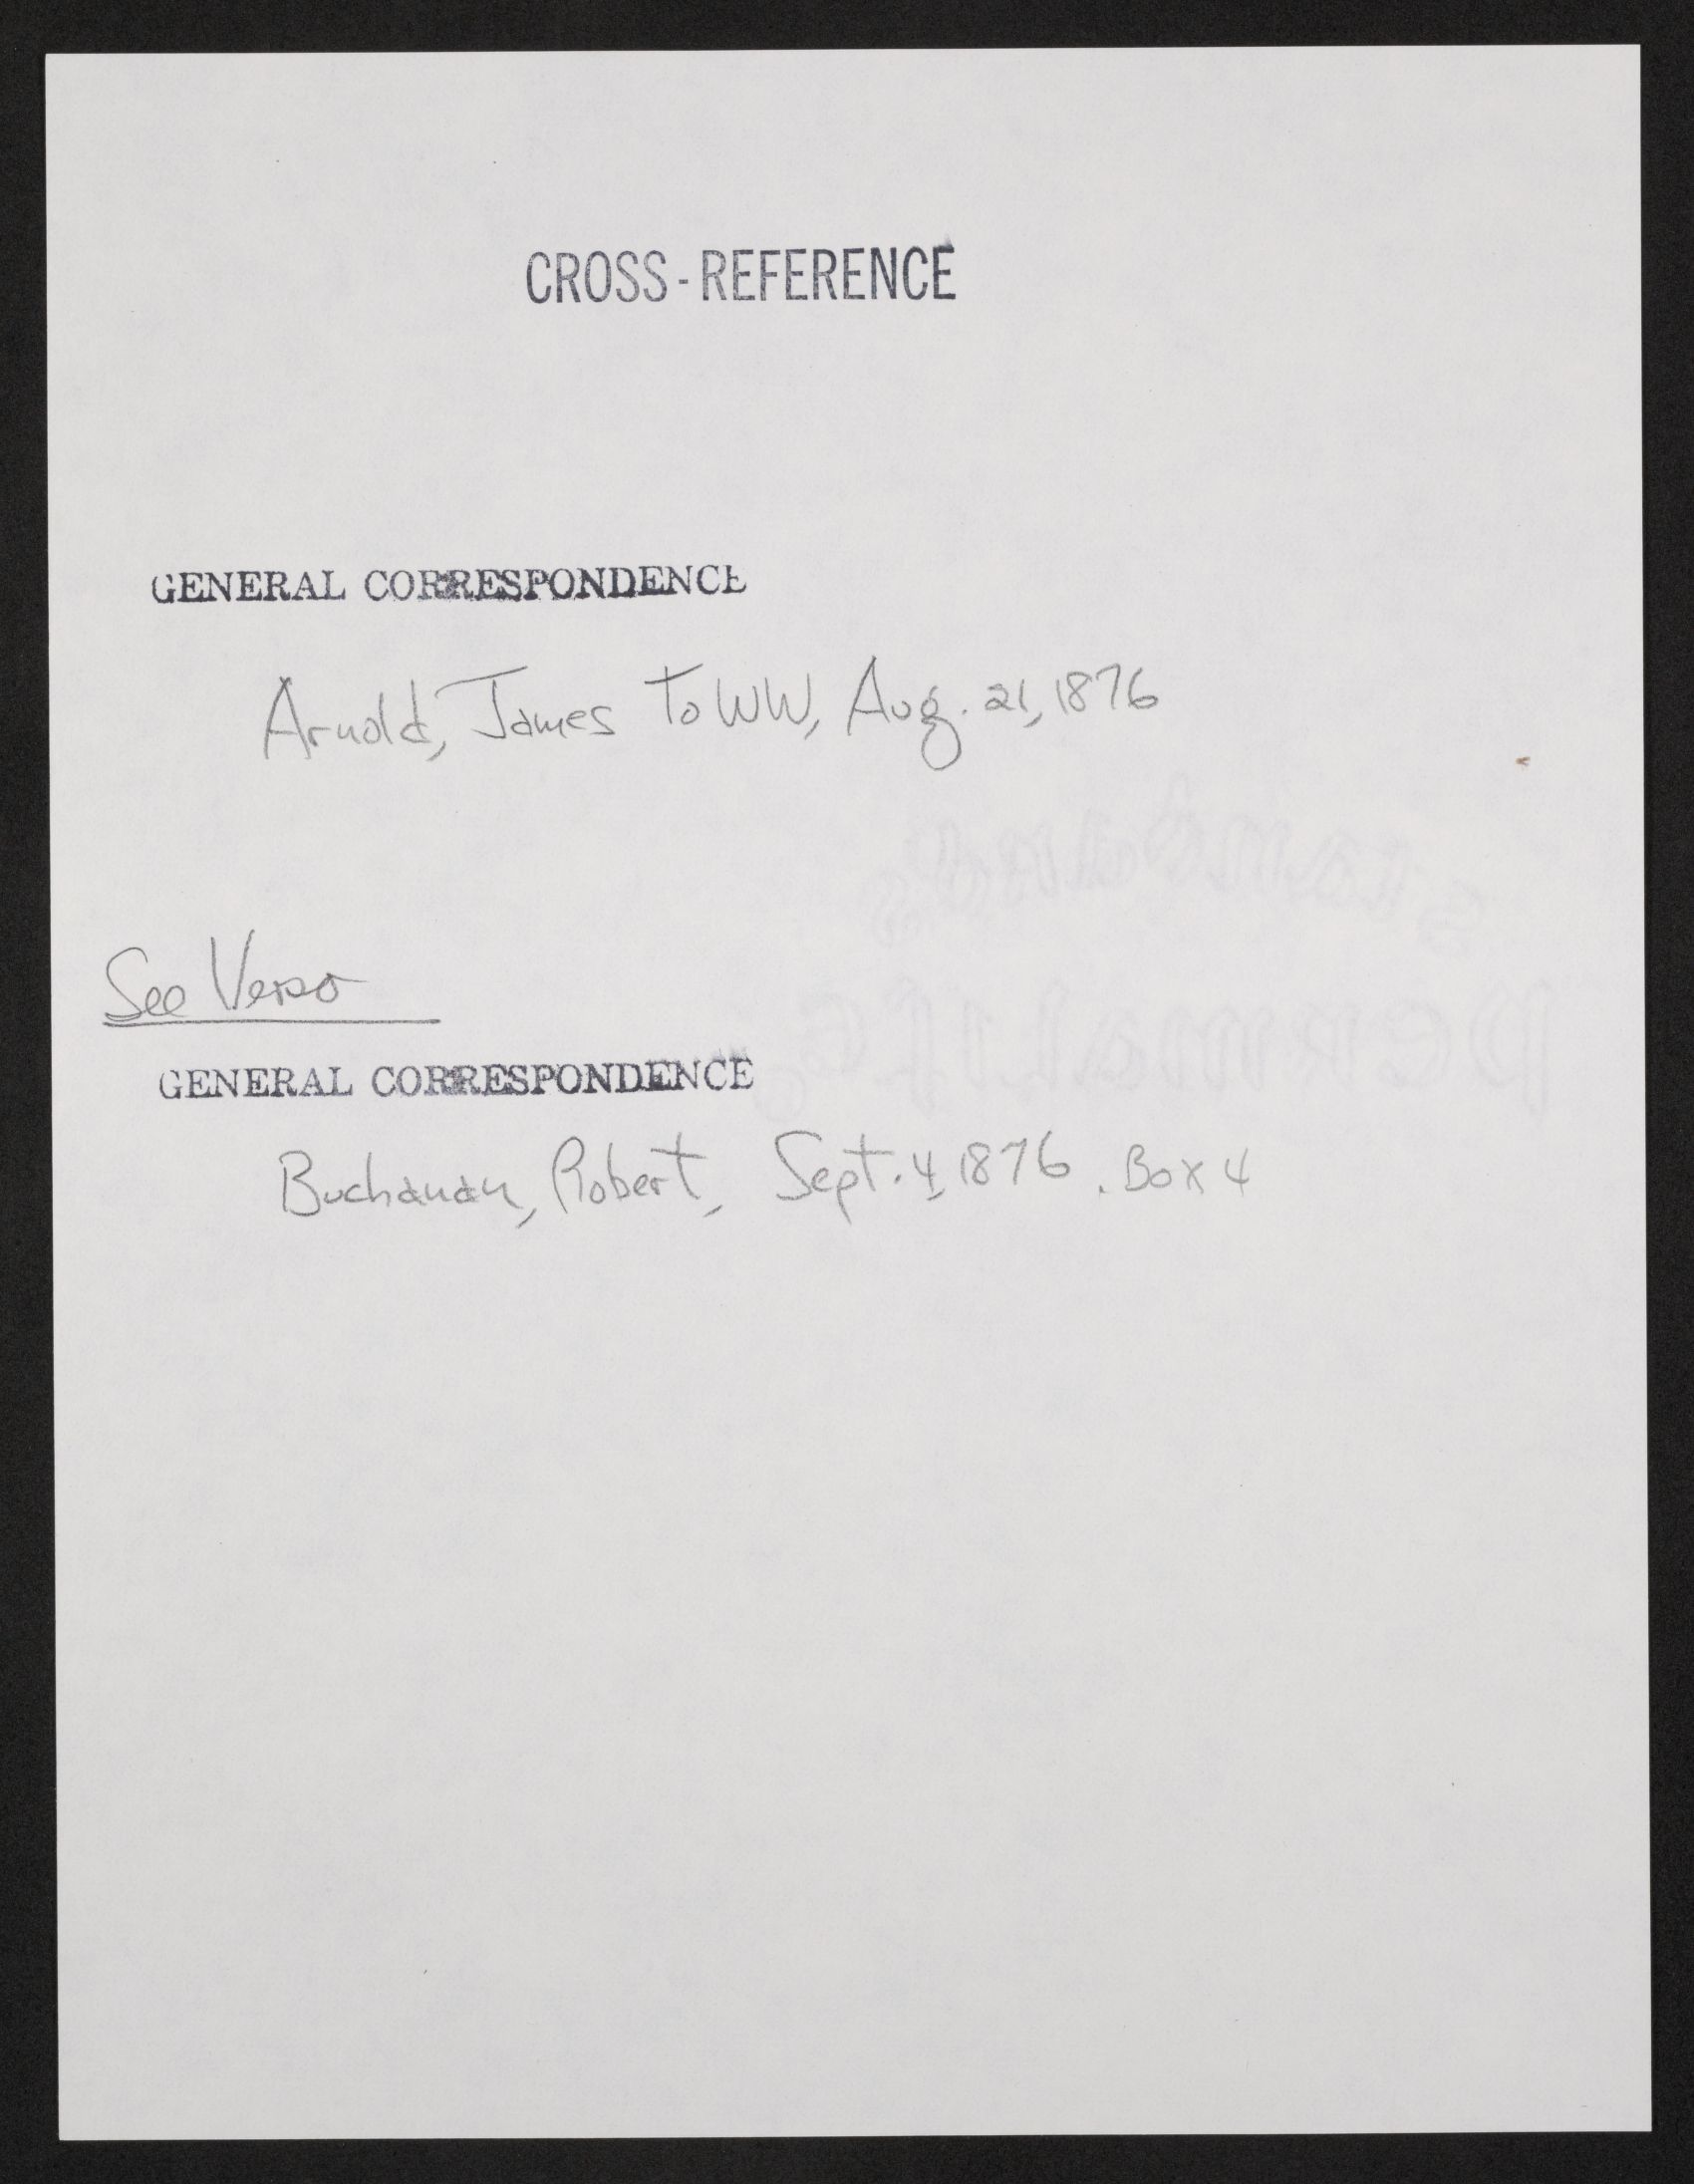 CROSS-REFERENCE
GENERAL CORRESPONDENCE
Arnold, James to WW, Aug. 21, 1876
See Verso
GENERAL CORRESPONDENCE
Buchanan, Robert, Sept. 4, 1876. Box 4